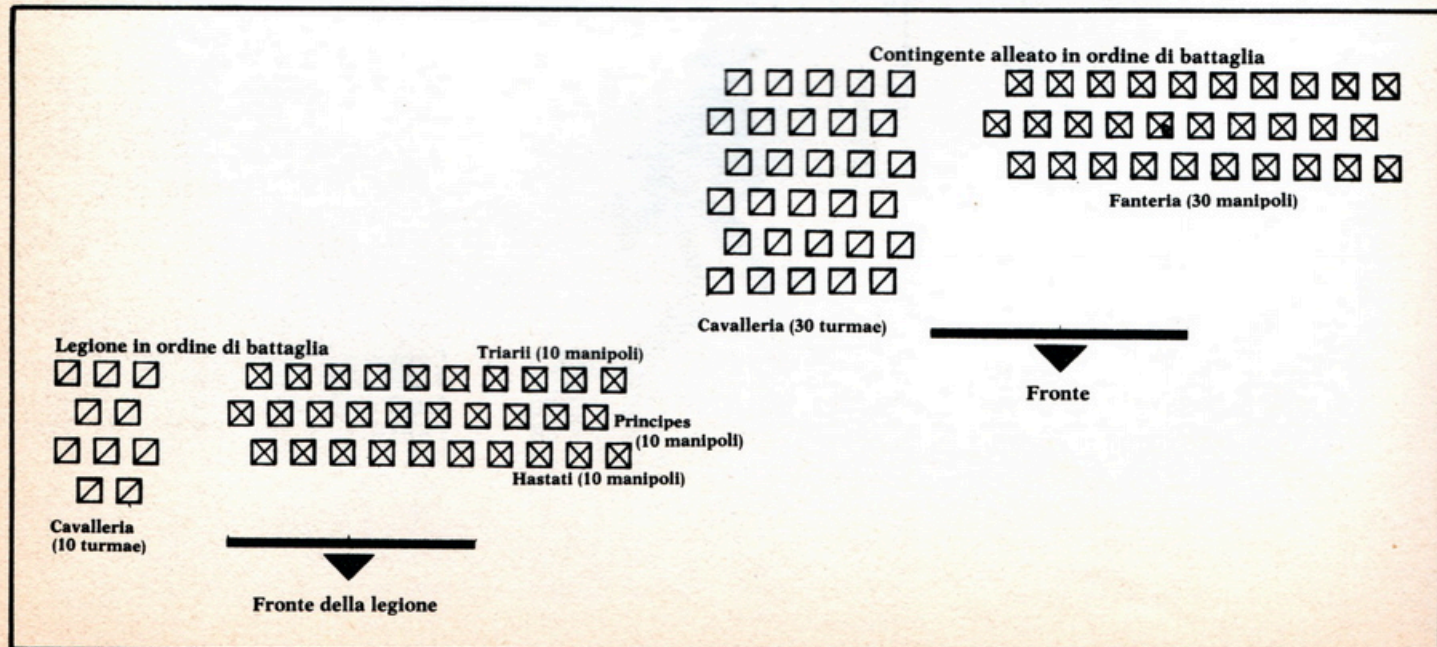 Contingente alleato in ordine di battaglia
Fanteria (30 manipoli)
Cavalleria (30 turmae)
Fronte
Legione in ordine di battaglia
Triarii (10 manipoli)
Principes
(10 manipoli)
Hastati (10 manipoli)
Cavalleria
(10 turmae)
Fronte della legione